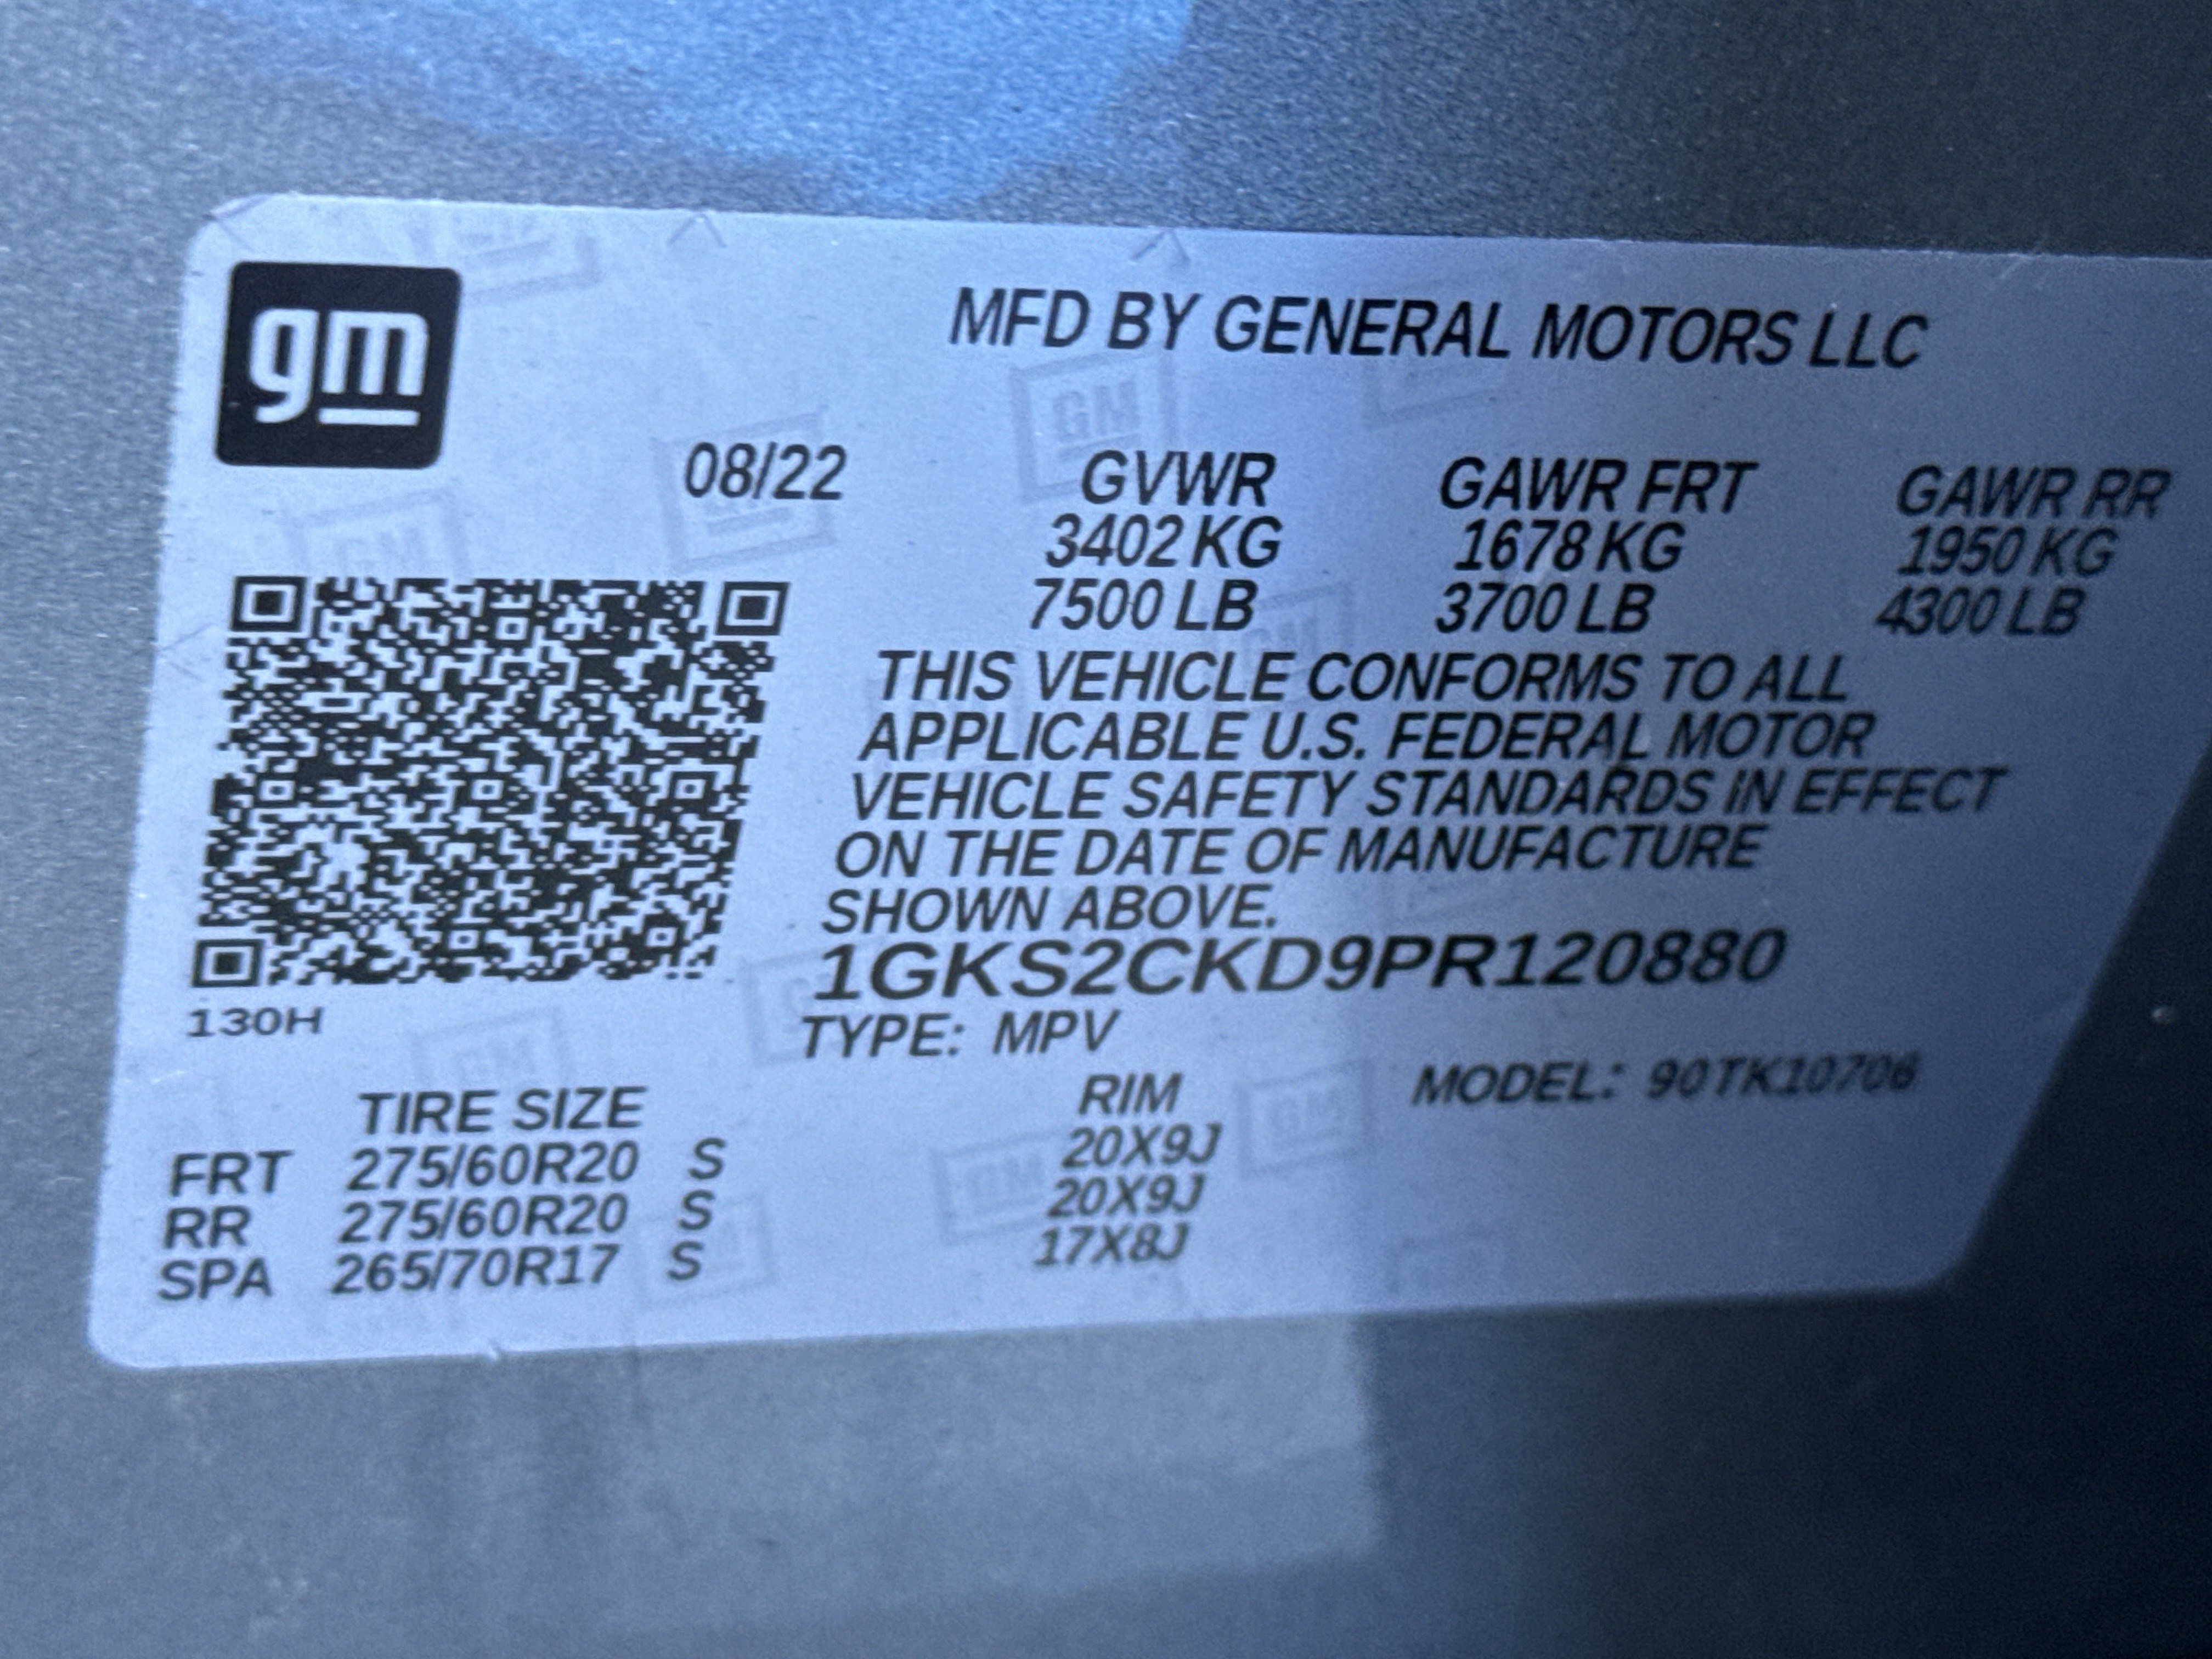 gm
MFD BY GENERAL MOTORS LLC
08/22 GVWR GAWR FRT GAWR RR
3402 KG 1678 KG 1950 KG
7500 LB 3700 LB 4300 LB
THIS VEHICLE CONFORMS TO ALL
APPLICABLE U.S. FEDERAL MOTOR
VEHICLE SAFETY STANDARDS IN EFFECT
ON THE DATE OF MANUFACTURE
SHOWN ABOVE.
1GKS2CKD9PR120880
130H
TYPE: MPV
TIRE SIZE RIM MODEL: 90TK10706
FRT 275/60R20 S 20X9J
RR 275/60R20 S 20X9J
SPA 265/70R17 S 17X8J